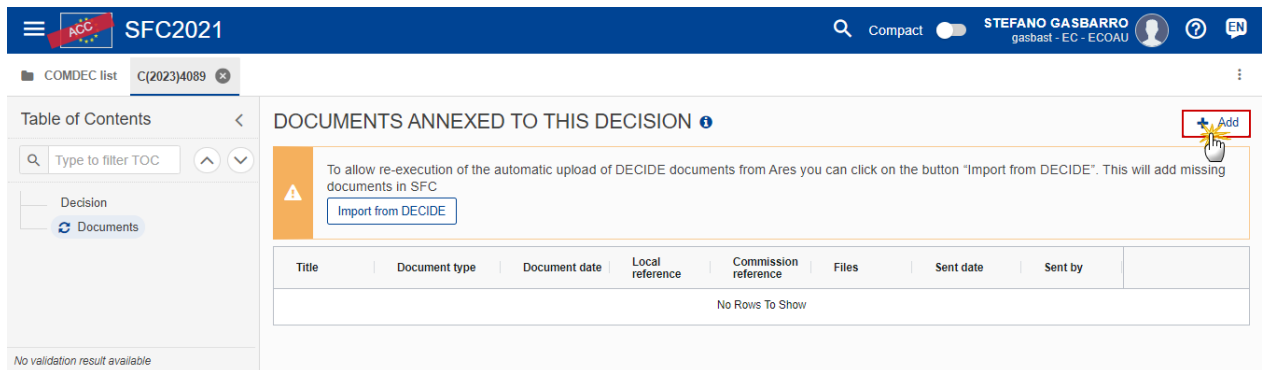 ACC
SFC2021
Compact
STEFANO GASBARRO
gasbast - EC - ECOAU
EN
COMDEC list
C(2023)4089
Table of Contents
Type to filter TOC
Decision
Documents
No validation result available
DOCUMENTS ANNEXED TO THIS DECISION
Add
To allow re-execution of the automatic upload of DECIDE documents from Ares you can click on the button “Import from DECIDE”. This will add missing
documents in SFC
Import from DECIDE
Title Document type Document date Local reference Commission reference Files Sent date Sent by
No Rows To Show